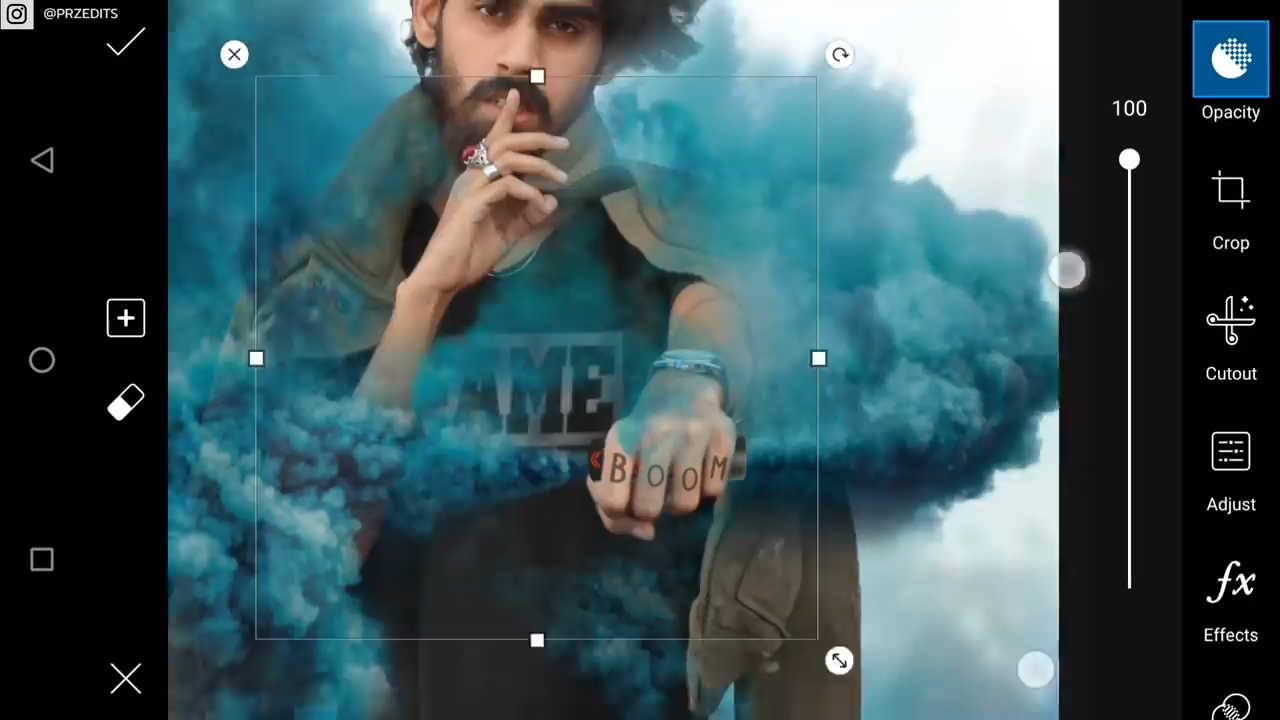 @PRZEDITS
100
Opacity
Crop
Cutout
Adjust
fx
Effects
AME
BOOM